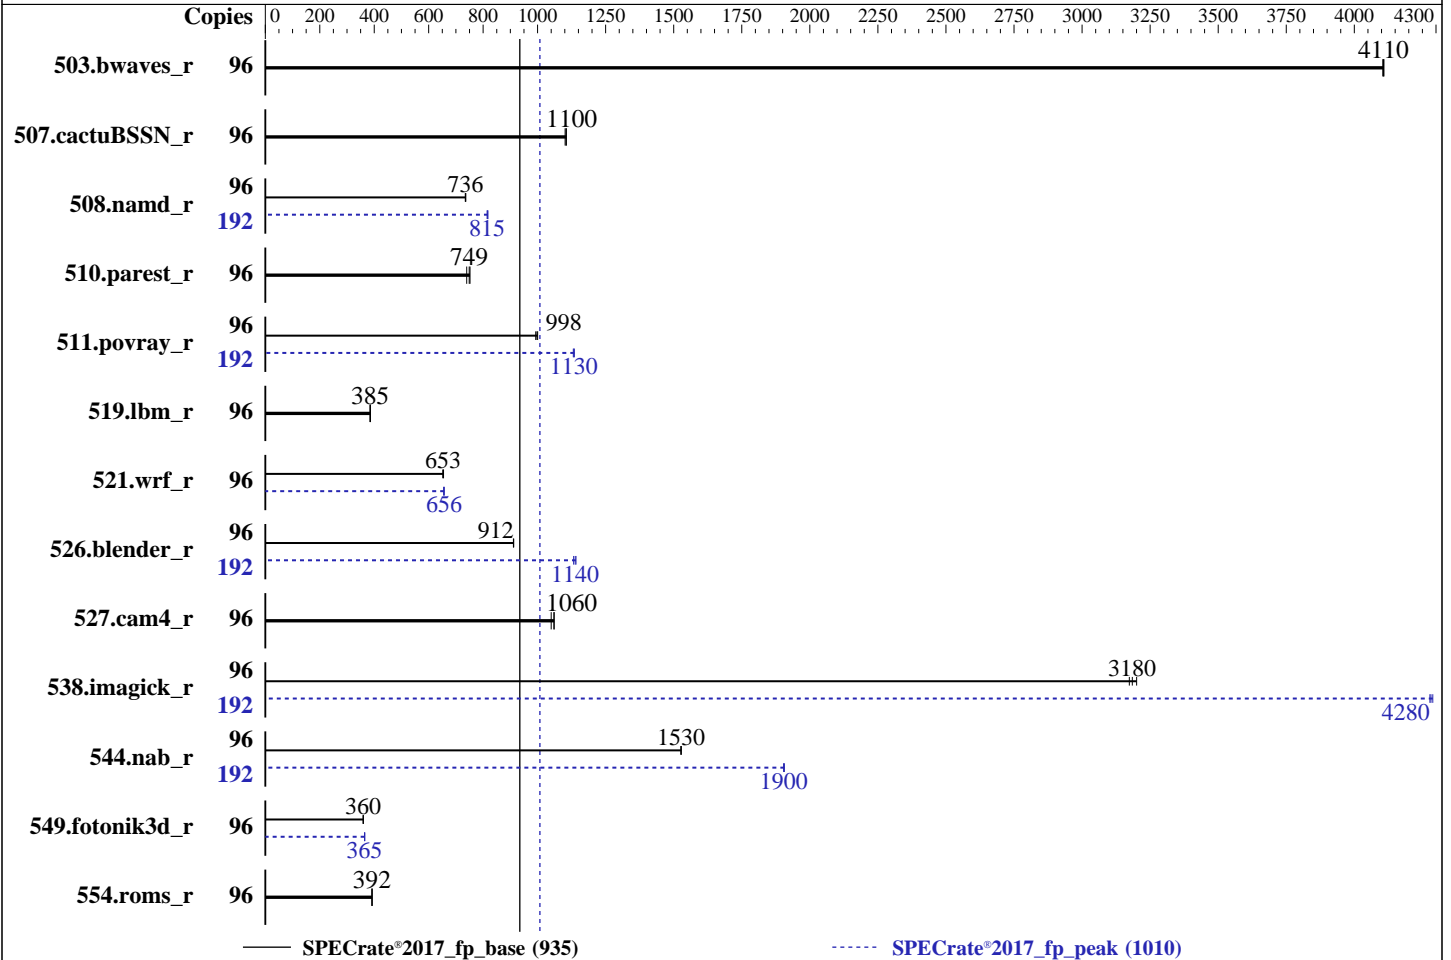 Copies 0 200 400 600 800 1000 1250 1500 1750 2000 2250 2500 2750 3000 3250 3500 3750 4000 4300
503.bwaves_r 96 4110
507.cactuBSSN_r 96 1100
508.namd_r 96 736
192 815
510.parest_r 96 749
511.povray_r 96 998
192 1130
519.lbm_r 96 385
521.wrf_r 96 653
656
526.blender_r 96 912
192 1140
527.cam4_r 96 1060
538.imagick_r 96 3180
192 4280
544.nab_r 96 1530
192 1900
549.fotonik3d_r 96 360
365
554.roms_r 96 392
SPECrate®2017_fp_base (935) SPECrate®2017_fp_peak (1010)